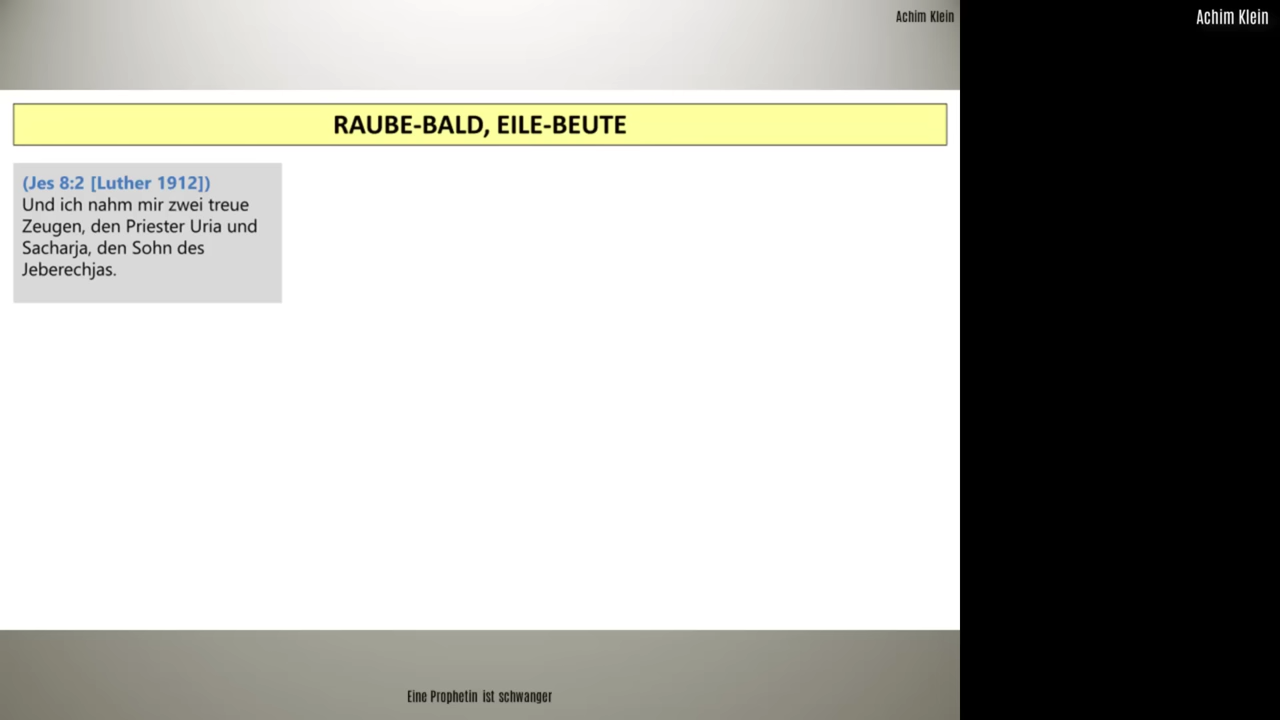 Achim Klein
Achim Klein
RAUBE-BALD, EILE-BEUTE
(Jes 8:2 [Luther 1912])
Und ich nahm mir zwei treue
Zeugen, den Priester Uria und
Sacharja, den Sohn des
Jeberechjas.
Eine Prophetin ist schwanger